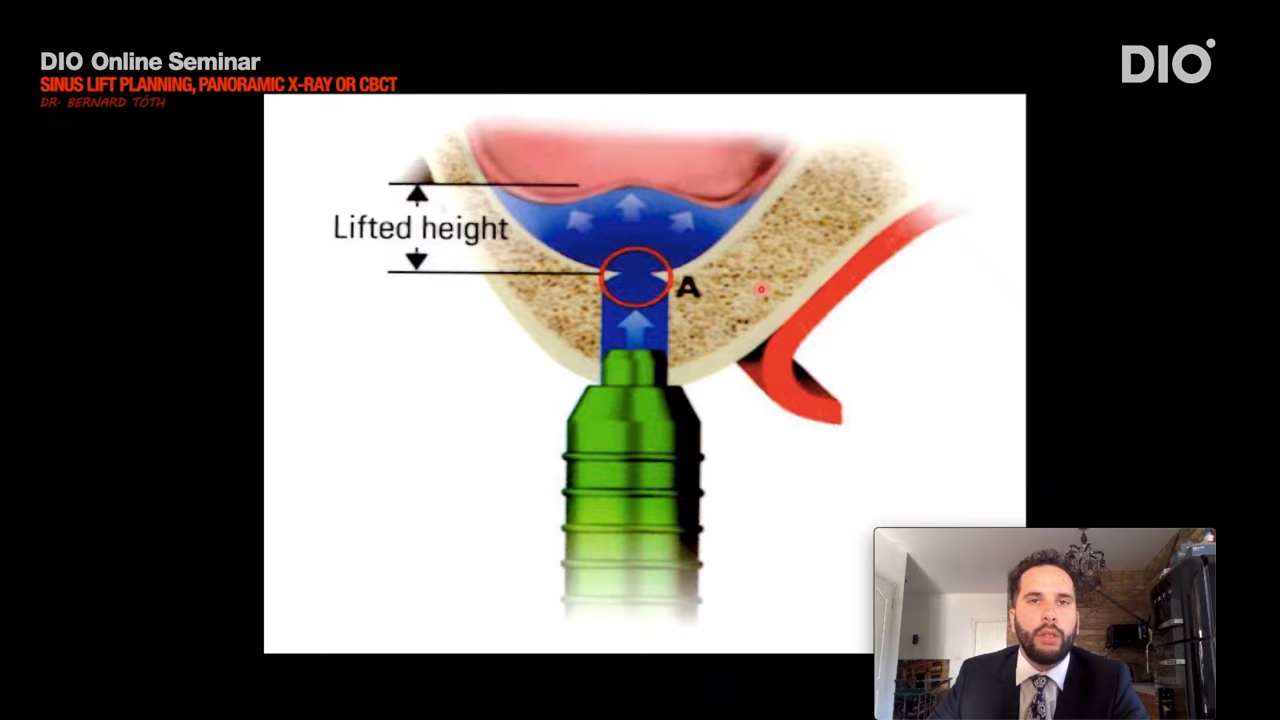 DIO Online Seminar
SINUS LIFT PLANNING, PANORAMIC X-RAY OR CBCT
DR. BERNARD TÓTH
DIO
Lifted height
A